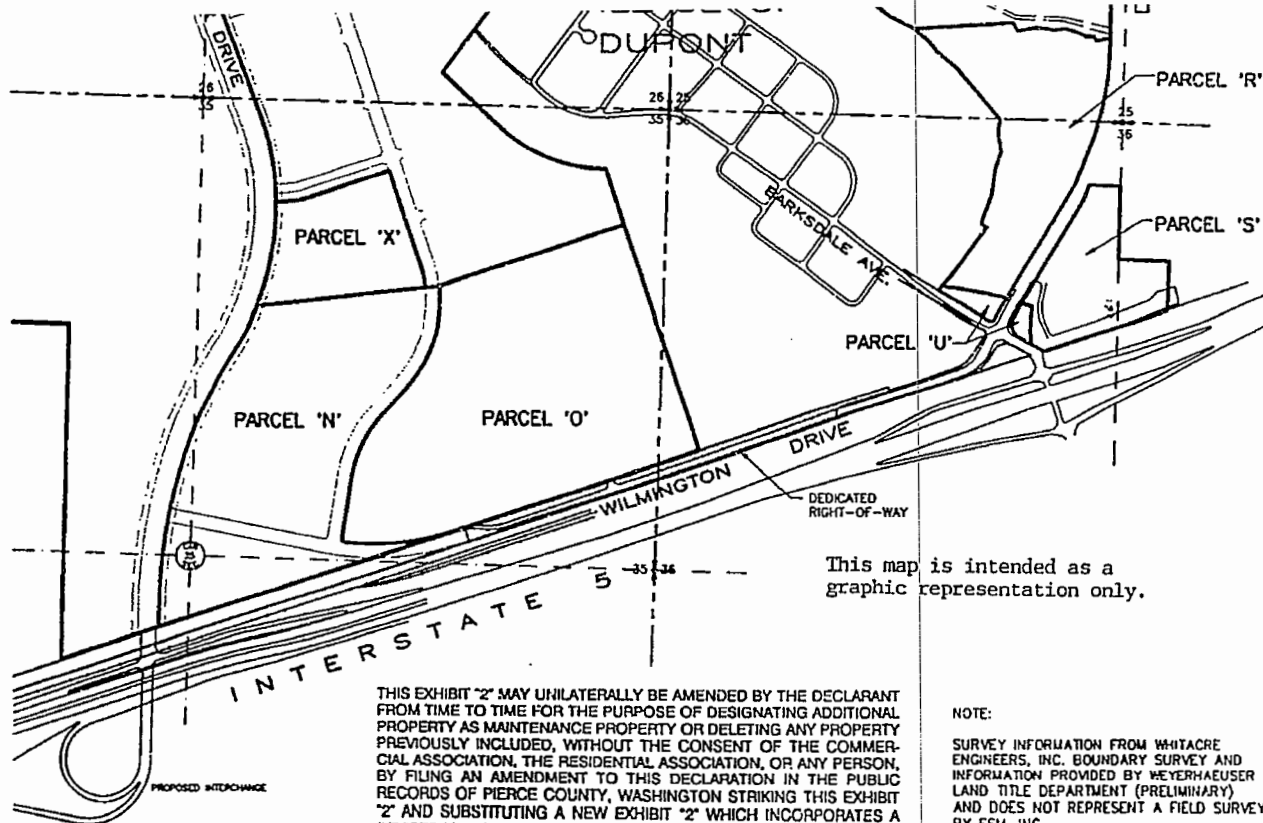 DUPONT
DRIVE
26
35
26 25
35 36
25
36
PARCEL 'R'
BARKSDALE AVE.
PARCEL 'X'
PARCEL 'S'
PARCEL 'U'
PARCEL 'N'
PARCEL 'O'
WILMINGTON DRIVE
DEDICATED
RIGHT-OF-WAY
This map is intended as a
graphic representation only.
35 36
INTERSTATE 5
PROPOSED INTERCHANGE
THIS EXHIBIT "2" MAY UNILATERALLY BE AMENDED BY THE DECLARANT
FROM TIME TO TIME FOR THE PURPOSE OF DESIGNATING ADDITIONAL
PROPERTY AS MAINTENANCE PROPERTY OR DELETING ANY PROPERTY
PREVIOUSLY INCLUDED, WITHOUT THE CONSENT OF THE COMMER-
CIAL ASSOCIATION, THE RESIDENTIAL ASSOCIATION, OR ANY PERSON,
BY FILING AN AMENDMENT TO THIS DECLARATION IN THE PUBLIC
RECORDS OF PIERCE COUNTY, WASHINGTON STRIKING THIS EXHIBIT
"2" AND SUBSTITUTING A NEW EXHIBIT "2" WHICH INCORPORATES A
NOTE:
SURVEY INFORMATION FROM WHITACRE
ENGINEERS, INC. BOUNDARY SURVEY AND
INFORMATION PROVIDED BY WEYERHAEUSER
LAND TITLE DEPARTMENT (PRELIMINARY)
AND DOES NOT REPRESENT A FIELD SURVEY